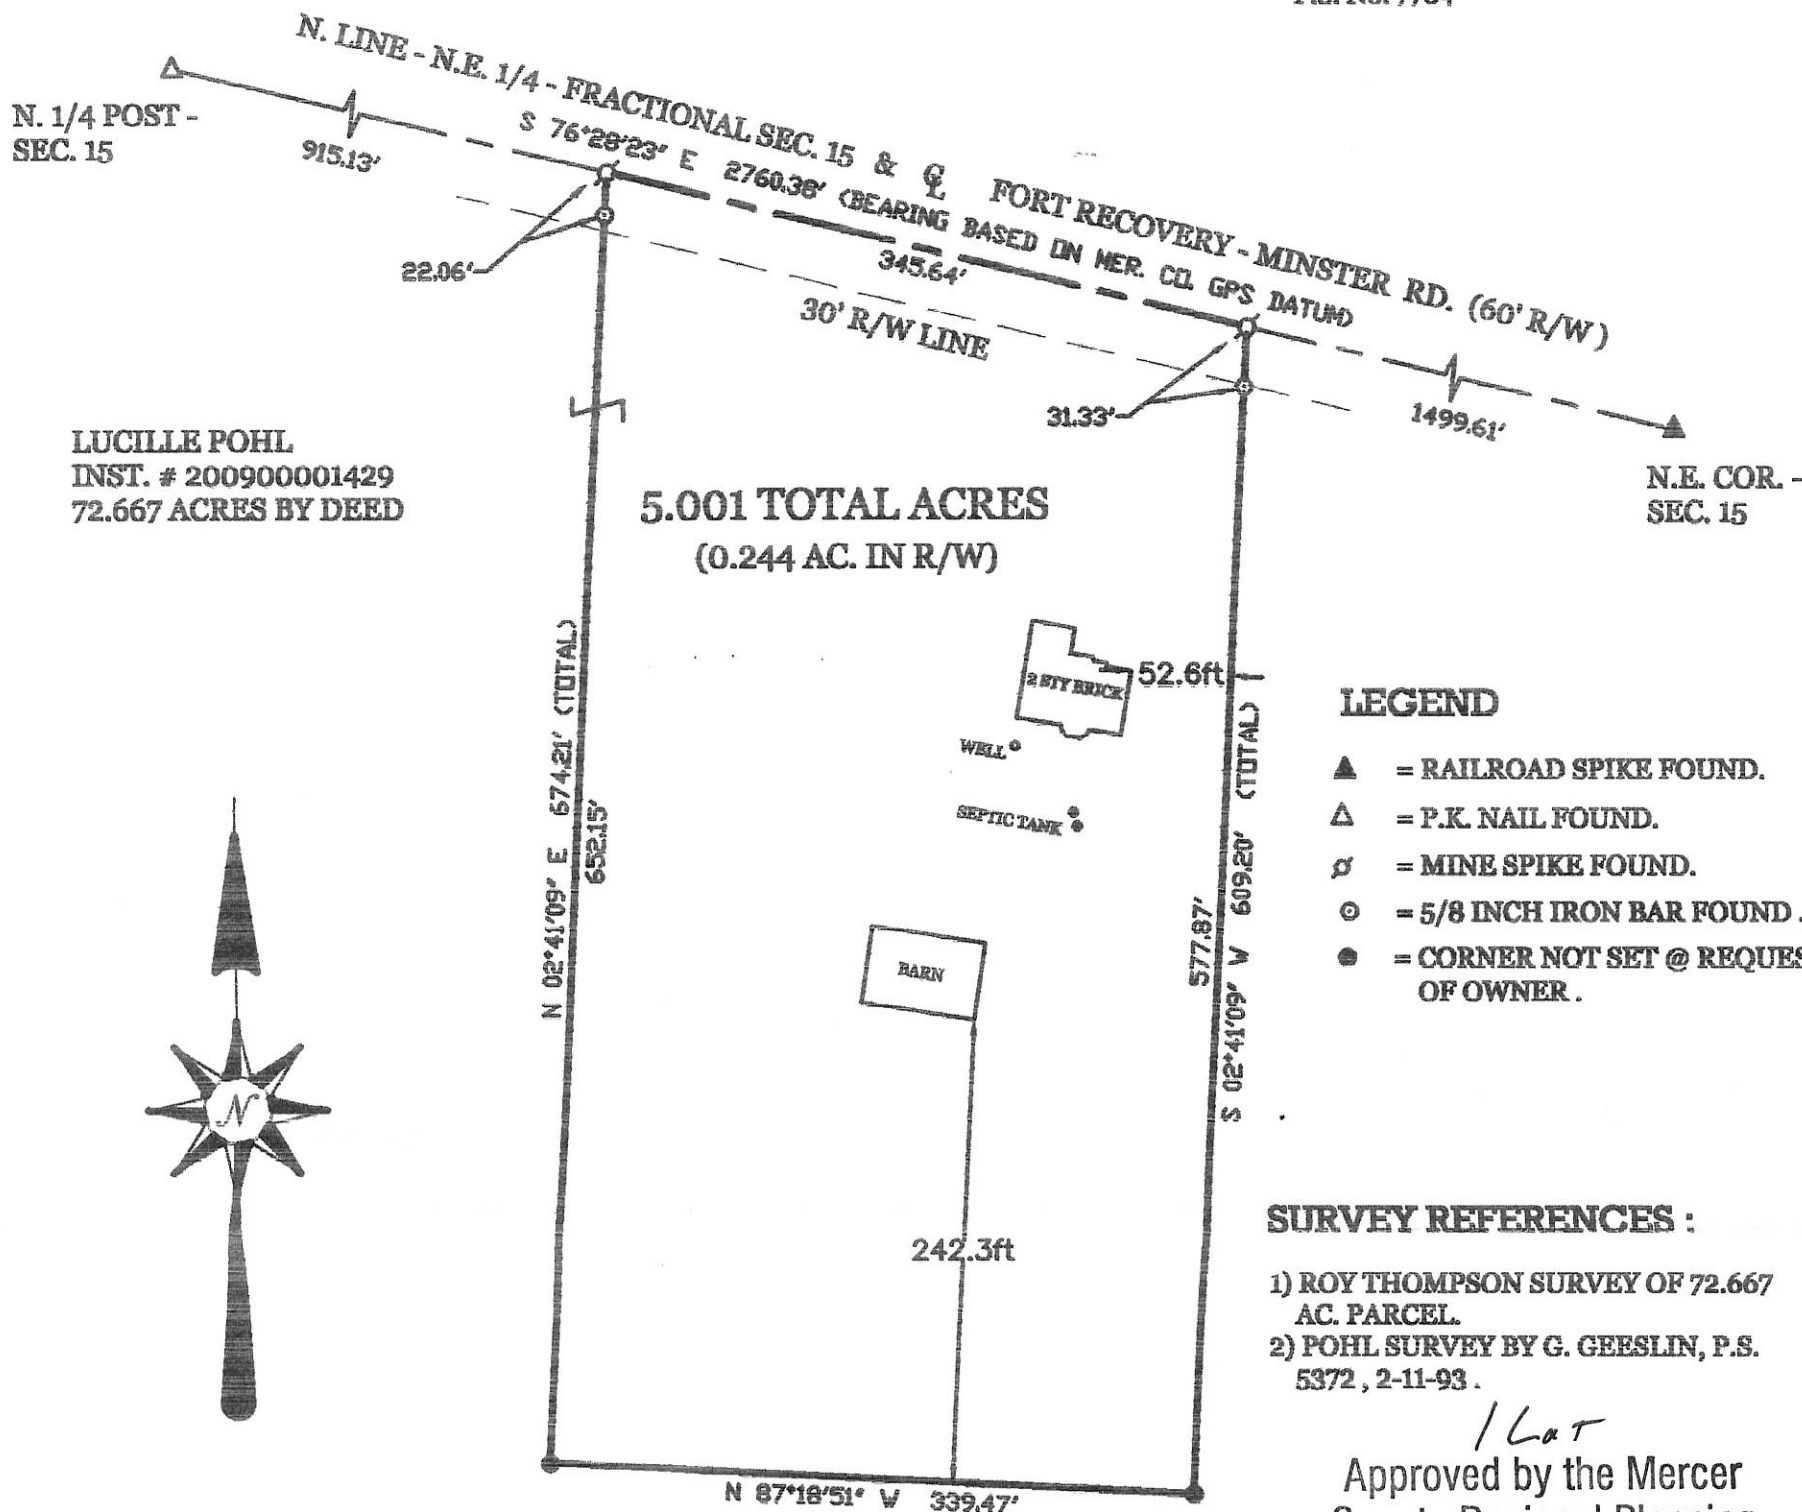 N. LINE - N.E. 1/4 - FRACTIONAL SEC. 15 & ℄ FORT RECOVERY - MINSTER RD. (60' R/W)
S 76°28'23" E 2760.38' (BEARING BASED ON MER. CO. GPS DATUM)
N. 1/4 POST -
SEC. 15
915.13'
345.64'
22.06'
30' R/W LINE
31.33'
1499.61'
N.E. COR. -
SEC. 15
LUCILLE POHL
INST. # 200900001429
72.667 ACRES BY DEED
5.001 TOTAL ACRES
(0.244 AC. IN R/W)
N 02°41'09" E 674.21' (TOTAL)
652.15'
2 STY BRICK
52.6ft
WELL
SEPTIC TANK
BARN
242.3ft
577.87'
S 02°41'09" W 609.20' (TOTAL)
N 87°18'51" W 339.47'
N
LEGEND
= RAILROAD SPIKE FOUND.
= P.K. NAIL FOUND.
= MINE SPIKE FOUND.
= 5/8 INCH IRON BAR FOUND .
= CORNER NOT SET @ REQUES
OF OWNER .
SURVEY REFERENCES :
1) ROY THOMPSON SURVEY OF 72.667
AC. PARCEL.
2) POHL SURVEY BY G. GEESLIN, P.S.
5372 , 2-11-93 .
1 Lot
Approved by the Mercer